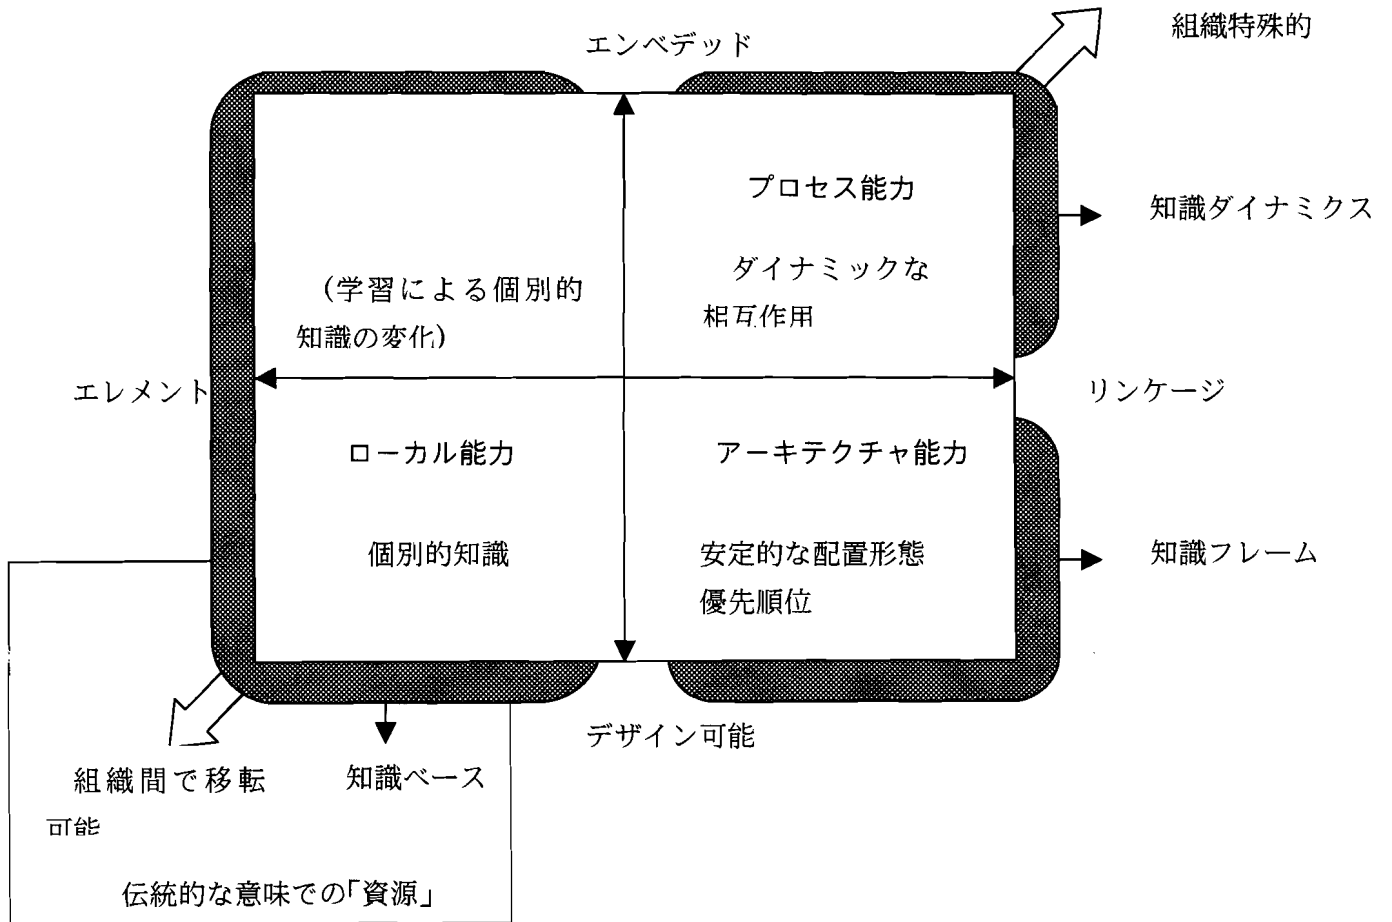 組織特殊的
エンベデッド
プロセス能力
知識ダイナミクス
ダイナミックな
相互作用
(学習による個別的
知識の変化)
エレメント
リンケージ
ローカル能力
アーキテクチャ能力
個別的知識
安定的な配置形態
優先順位
知識フレーム
デザイン可能
組織間で移転
可能
知識ベース
伝統的な意味での「資源」